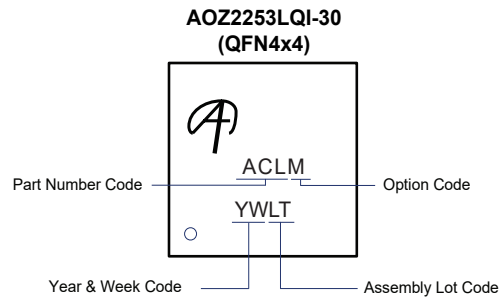 AOZ2253LQI-30
(QFN4x4)
ACLM
Part Number Code
Option Code
YWLT
Year & Week Code
Assembly Lot Code